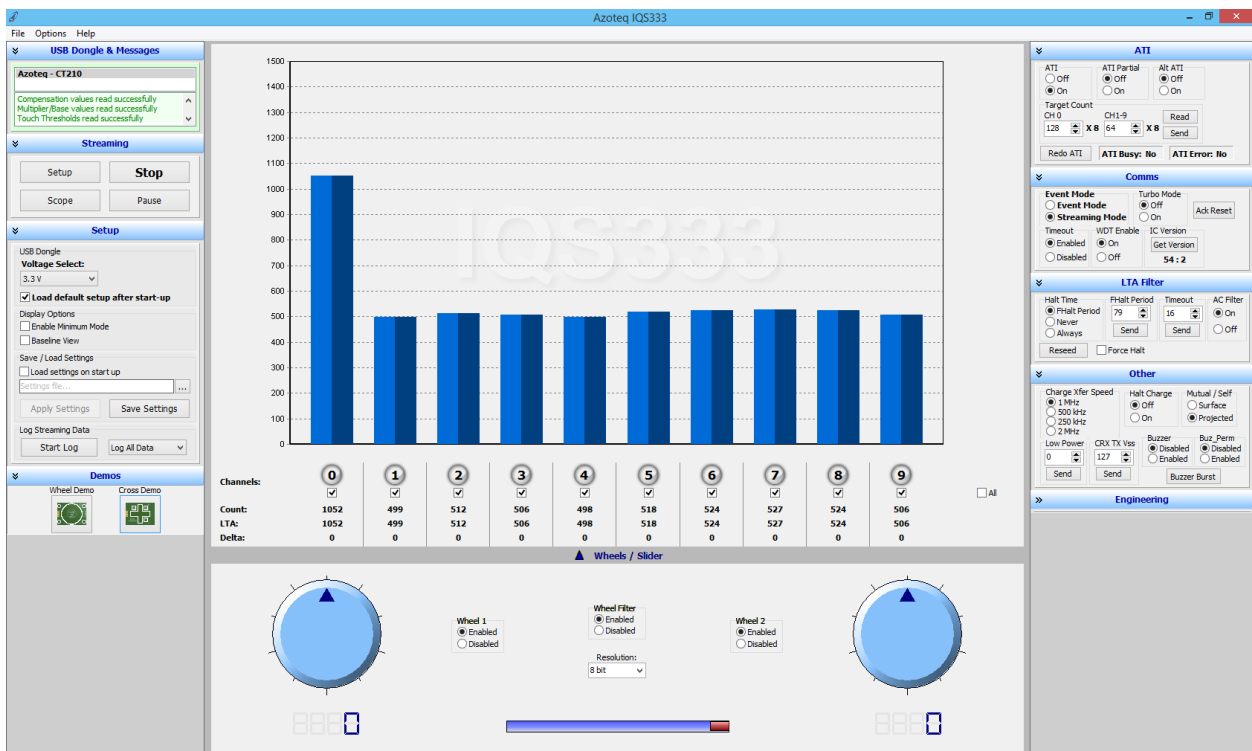 Azoteq IQS333
File Options Help
USB Dongle & Messages
Azoteq - CT210
Compensation values read successfully
Multiplier/Base values read successfully
Touch Thresholds read successfully
Streaming
Setup Stop
Scope Pause
Setup
USB Dongle
Voltage Select:
3.3 V
Load default setup after start-up
Display Options
Enable Minimum Mode
Baseline View
Save / Load Settings
Load settings on start up
Settings file... ...
Apply Settings Save Settings
Log Streaming Data
Start Log Log All Data
Demos
Wheel Demo Cross Demo
1500
1400
1300
1200
1100
1000
900
800
700
600
500
400
300
200
100
0
IQS333
Channels: 0 1 2 3 4 5 6 7 8 9
All
Count: 1052 499 512 506 498 518 524 527 524 506
LTA: 1052 499 512 506 498 518 524 527 524 506
Delta: 0 0 0 0 0 0 0 0 0 0
Wheels / Slider
Wheel 1
Enabled
Disabled
Wheel Filter
Enabled
Disabled
Resolution:
8 bit
Wheel 2
Enabled
Disabled
0 0
ATI
ATI ATI Partial Alt ATI
Off Off Off
On On On
Target Count
CH 0 CH1-9 Read
128 X 8 64 X 8 Send
Redo ATI ATI Busy: No ATI Error: No
Comms
Event Mode Turbo Mode
Event Mode Off Ack Reset
Streaming Mode On
Timeout WDT Enable IC Version
Enabled On Get Version
Disabled Off 54 : 2
LTA Filter
Halt Time FHalt Period Timeout AC Filter
FHalt Period 79 16 On
Never
Always Send Send Off
Reseed Force Halt
Other
Charge Xfer Speed Halt Charge Mutual / Self
1 MHz Off Surface
500 kHz On Projected
250 kHz
2 MHz
Low Power CRX TX Vss Buzzer Buz_Perm
0 127 Disabled Disabled
Enabled Enabled
Send Send Buzzer Burst
Engineering